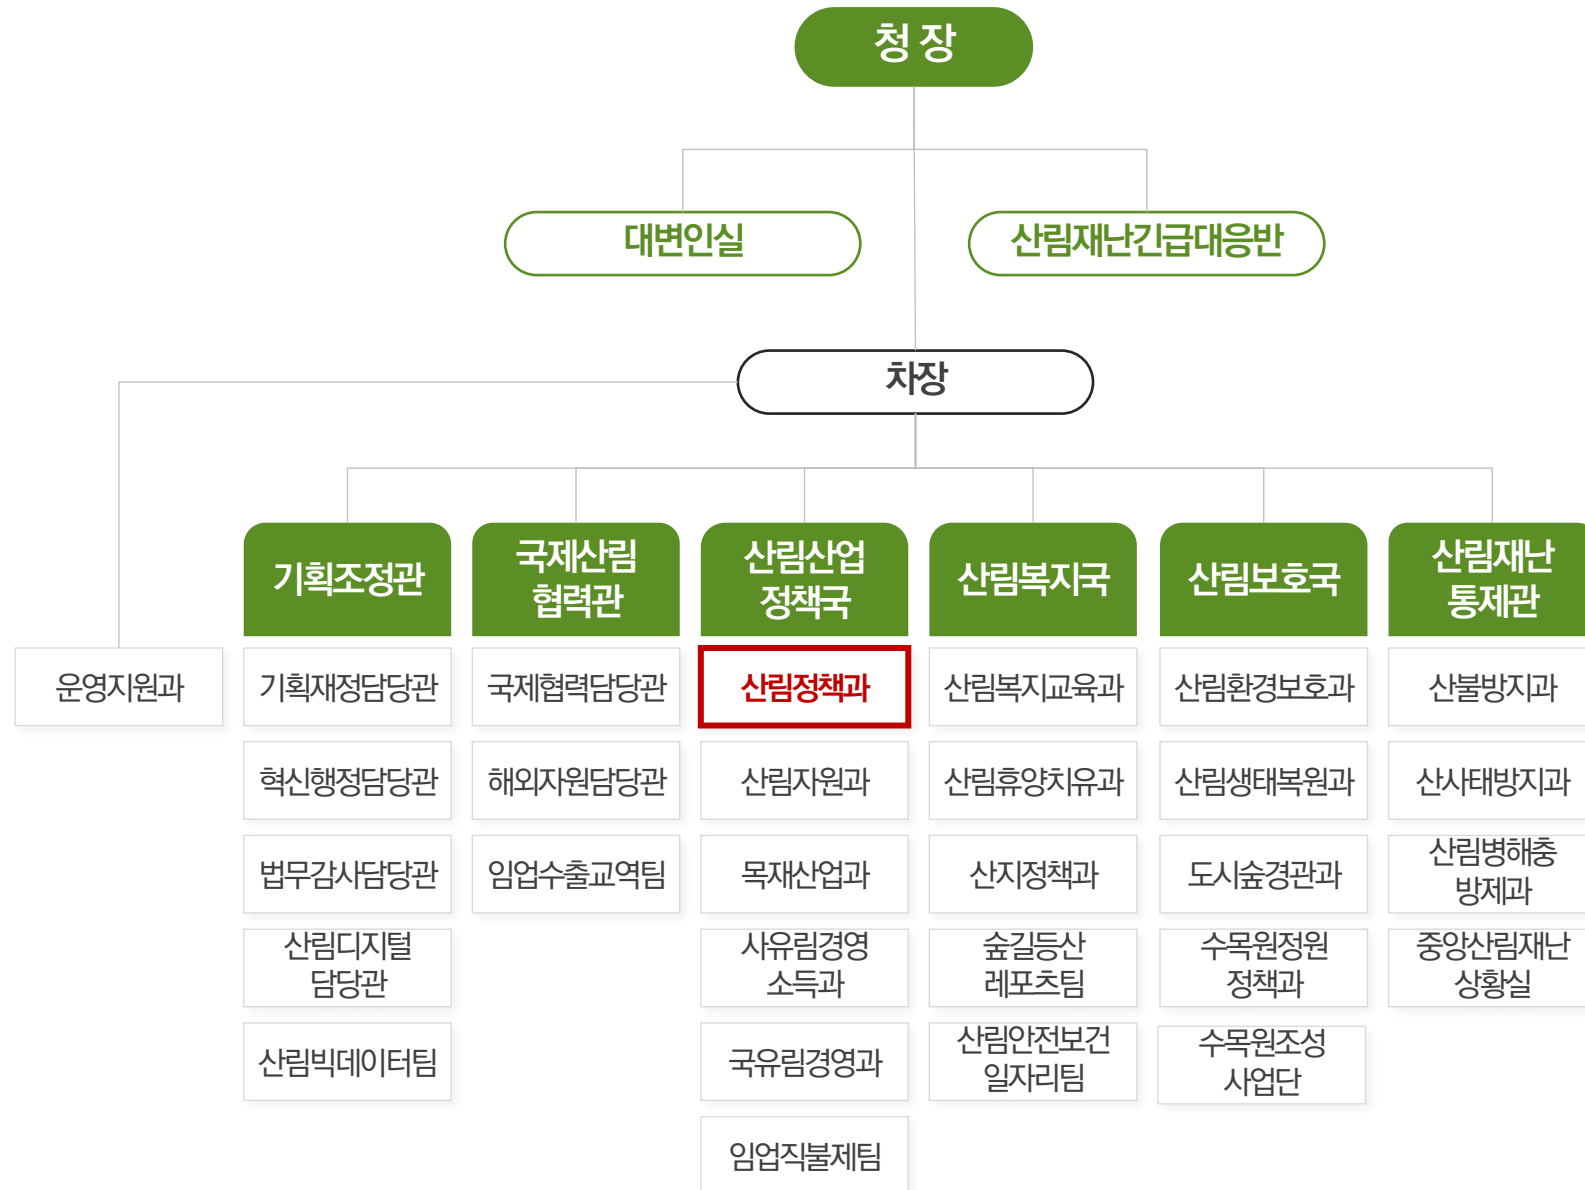 청 장
대변인실
산림재난긴급대응반
차장
기획조정관
국제산림
협력관
산림산업
정책국
산림복지국
산림보호국
산림재난
통제관
운영지원과
기획재정담당관
국제협력담당관
산림정책과
산림복지교육과
산림환경보호과
산불방지과
혁신행정담당관
해외자원담당관
산림자원과
산림휴양치유과
산림생태복원과
산사태방지과
법무감사담당관
임업수출교역팀
목재산업과
산지정책과
도시숲경관과
산림병해충
방제과
산림디지털
담당관
사유림경영
소득과
숲길등산
레포츠팀
수목원정원
정책과
중앙산림재난
상황실
산림빅데이터팀
국유림경영과
산림안전보건
일자리팀
수목원조성
사업단
임업직불제팀